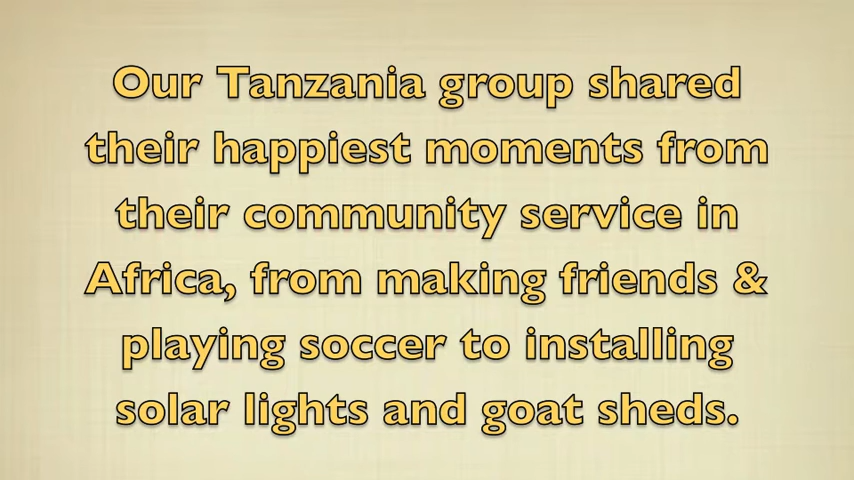 Our Tanzania group shared
their happiest moments from
their community service in
Africa, from making friends &
playing soccer to installing
solar lights and goat sheds.